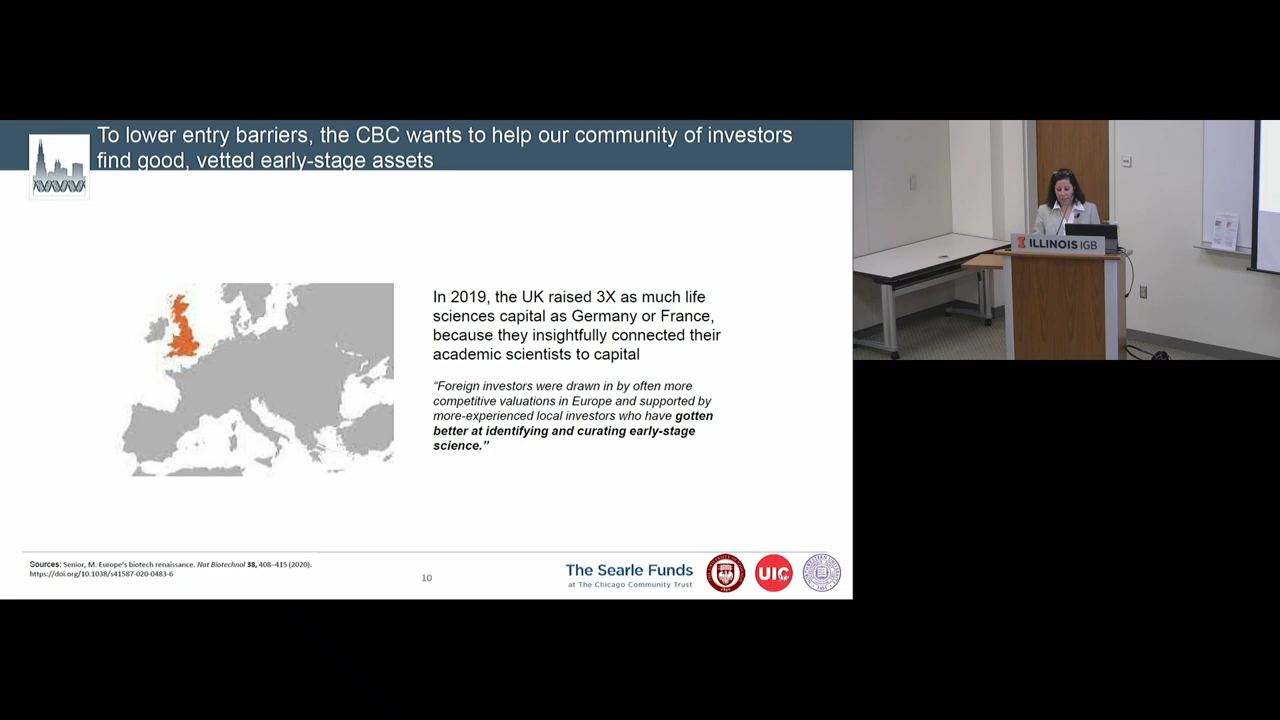 To lower entry barriers, the CBC wants to help our community of investors
find good, vetted early-stage assets
In 2019, the UK raised 3X as much life
sciences capital as Germany or France,
because they insightfully connected their
academic scientists to capital
“Foreign investors were drawn in by often more
competitive valuations in Europe and supported by
more-experienced local investors who have gotten
better at identifying and curating early-stage
science.”
Sources: Senior, M. Europe's biotech renaissance. Nat Biotechnol 38, 408–415 (2020).
https://doi.org/10.1038/s41587-020-0483-6
10
The Searle Funds
at The Chicago Community Trust
UIC
ILLINOIS IGB